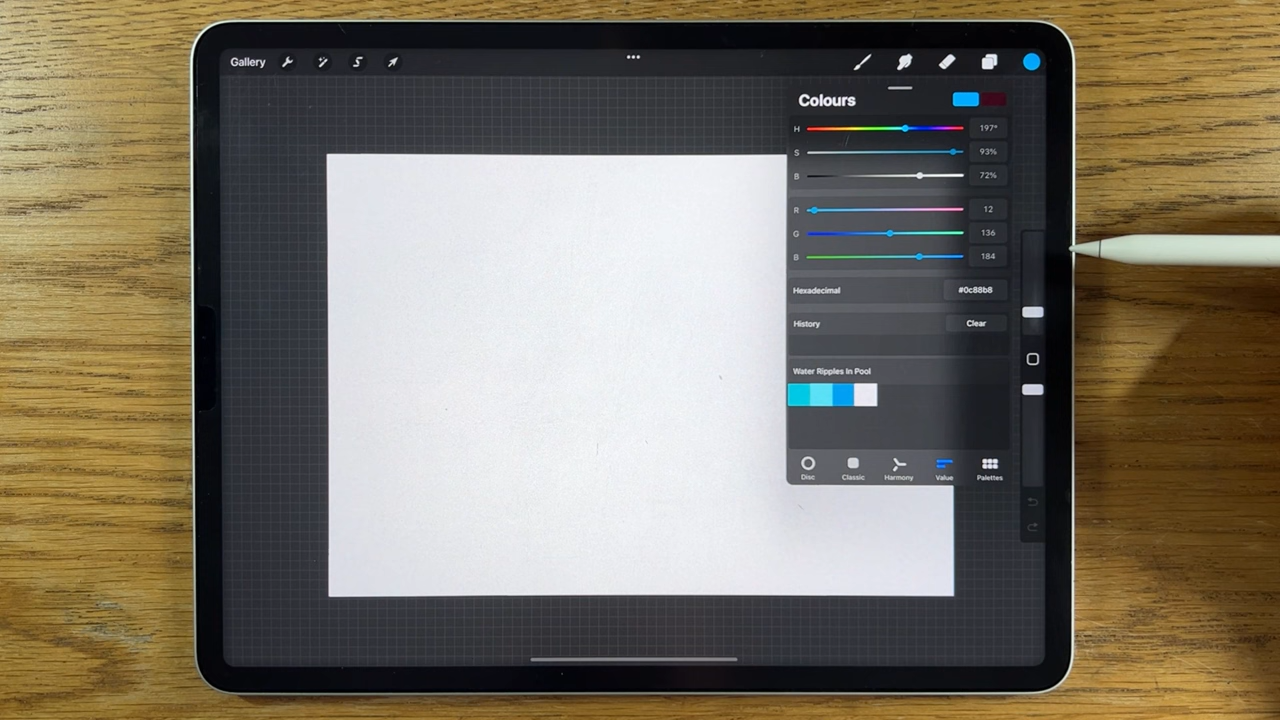 Gallery
Colours
H 197°
S 93%
B 72%
R 12
G 136
B 184
Hexadecimal #0c88b8
History Clear
Water Ripples In Pool
Disc Classic Harmony Value Palettes